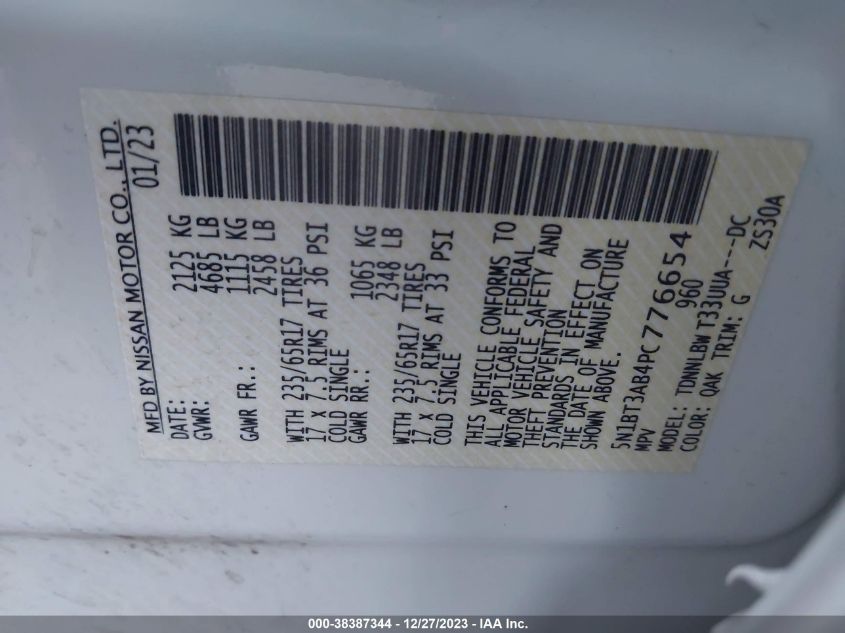 MFD BY NISSAN MOTOR CO., LTD.
DATE: 01/23
GVWR: 2125 KG
4685 LB
GAWR FR.: 1115 KG
2458 LB
WITH 235/65R17 TIRES
17 x 7.5 RIMS AT 36 PSI
COLD SINGLE
GAWR RR.: 1065 KG
2348 LB
WITH 235/65R17 TIRES
17 x 7.5 RIMS AT 33 PSI
COLD SINGLE
THIS VEHICLE CONFORMS TO
ALL APPLICABLE FEDERAL
MOTOR VEHICLE SAFETY AND
THEFT PREVENTION
STANDARDS IN EFFECT ON
THE DATE OF MANUFACTURE
SHOWN ABOVE.
5N1BT3AB4PC776654
MPV 960
MODEL: TDNNLBW T33UUA---DC
COLOR: QAK TRIM: G ZS30A
000-38387344 - 12/27/2023 - IAA Inc.